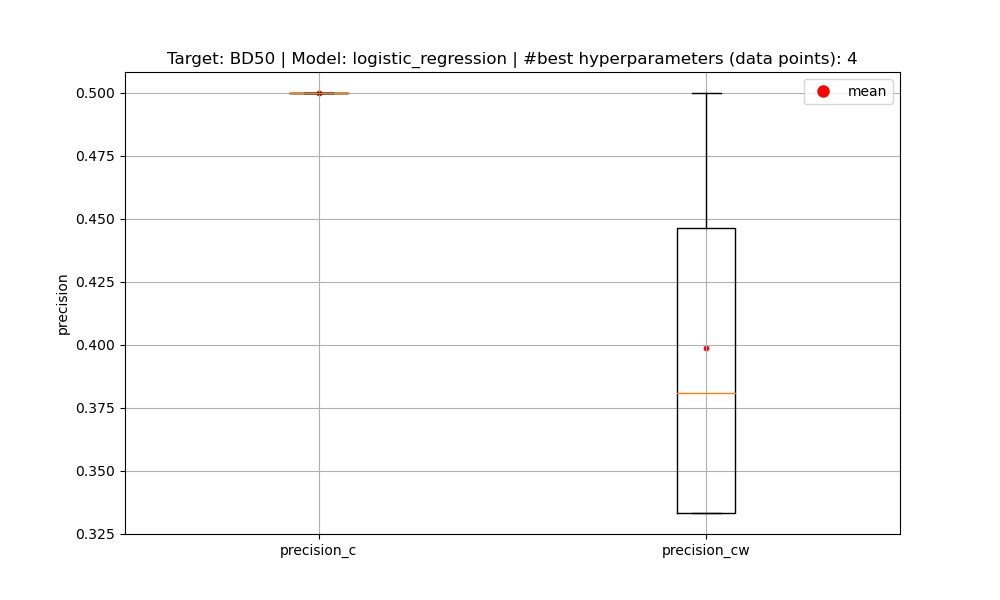 Target: BD50 | Model: logistic_regression | #best hyperparameters (data points): 4
mean
0.500
0.475
0.450
0.425
0.400
0.375
0.350
0.325
precision
precision_c
precision_cw